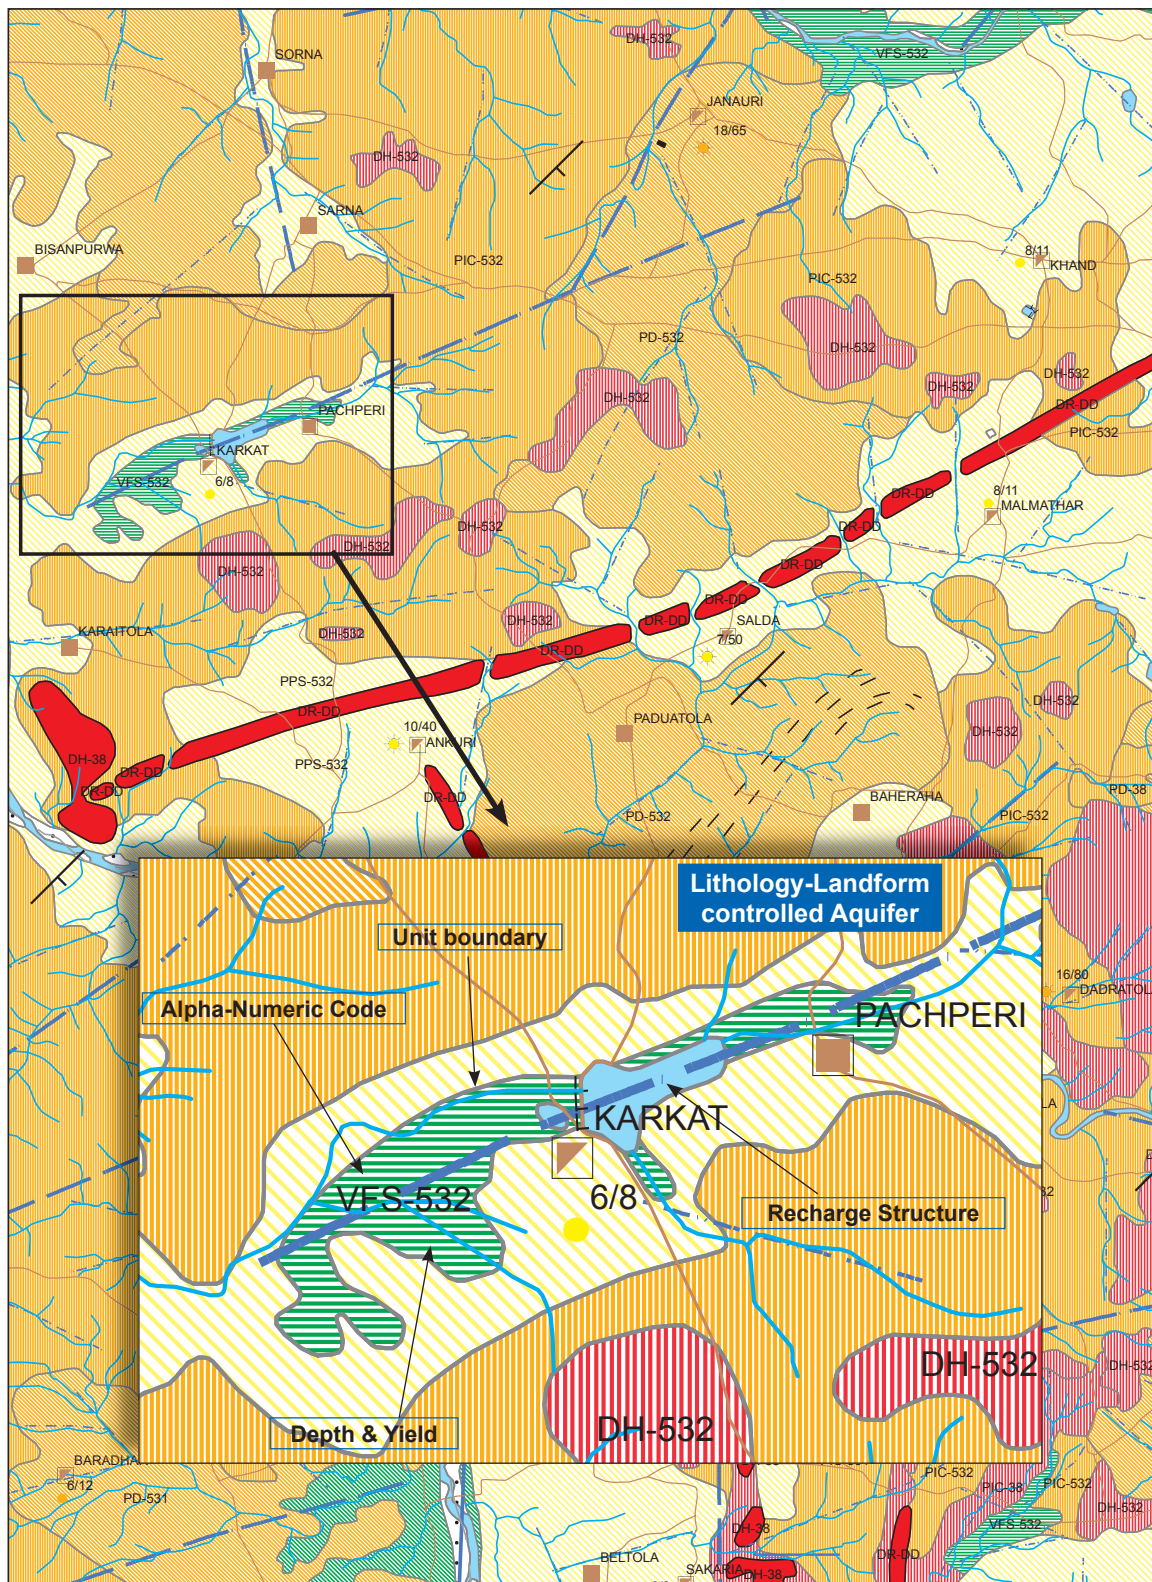 DH-532
VFS-532
SORNA
JANAURI
18/65
DH-532
SARNA
BISANPURWA
PIC-532
8/11
KHAND
PIC-532
PD-532
DH-532
DH-532
DH-532
DH-532
DR-DD
PACHPERI
PIC-532
KARKAT
VFS-532
6/8
DR-DD
8/11
MALMATHAR
DR-DD
DH-532
DH-532
DH-532
DR-DD
DR-DD
DH-532
DR-DD
SALDA
7/50
KARAITOLA
DH-532
DR-DD
PPS-532
DH-532
DR-DD
10/40
ANKURI
PADUATOLA
DH-532
DH-38
PPS-532
DR-DD
DR-DD
DR-DD
BAHERAHA
PD-38
PD-532
PIC-532
Lithology-Landform
controlled Aquifer
Unit boundary
Alpha-Numeric Code
PACHPERI
16/80
DADRATOLA
KARKAT
LA
VFS-532
6/8
Recharge Structure
DH-532
DH-532
DH-532
Depth & Yield
BARADHA
6/12
PD-531
PIC-532
PIC-38
PIC-532
DH-532
VFS-532
DH-38
DR-DD
BELTOLA
SAKARIA
DH-38